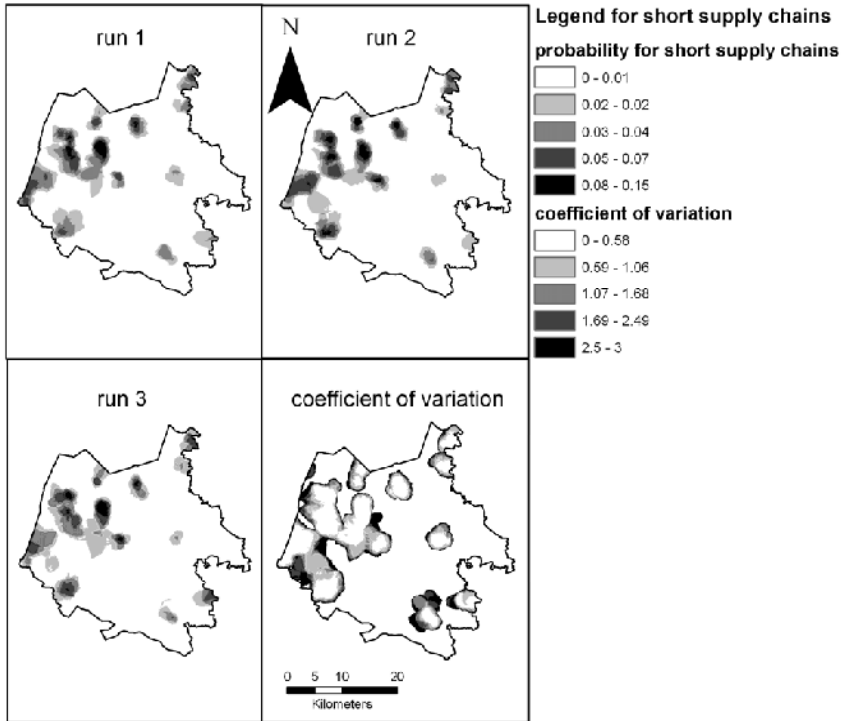 run 1
N
run 2
Legend for short supply chains
probability for short supply chains
0 - 0.01
0.02 - 0.02
0.03 - 0.04
0.05 - 0.07
0.08 - 0.15
coefficient of variation
0 - 0.58
0.59 - 1.06
1.07 - 1.68
1.69 - 2.49
2.5 - 3
run 3
coefficient of variation
0 5 10 20
Kilometers